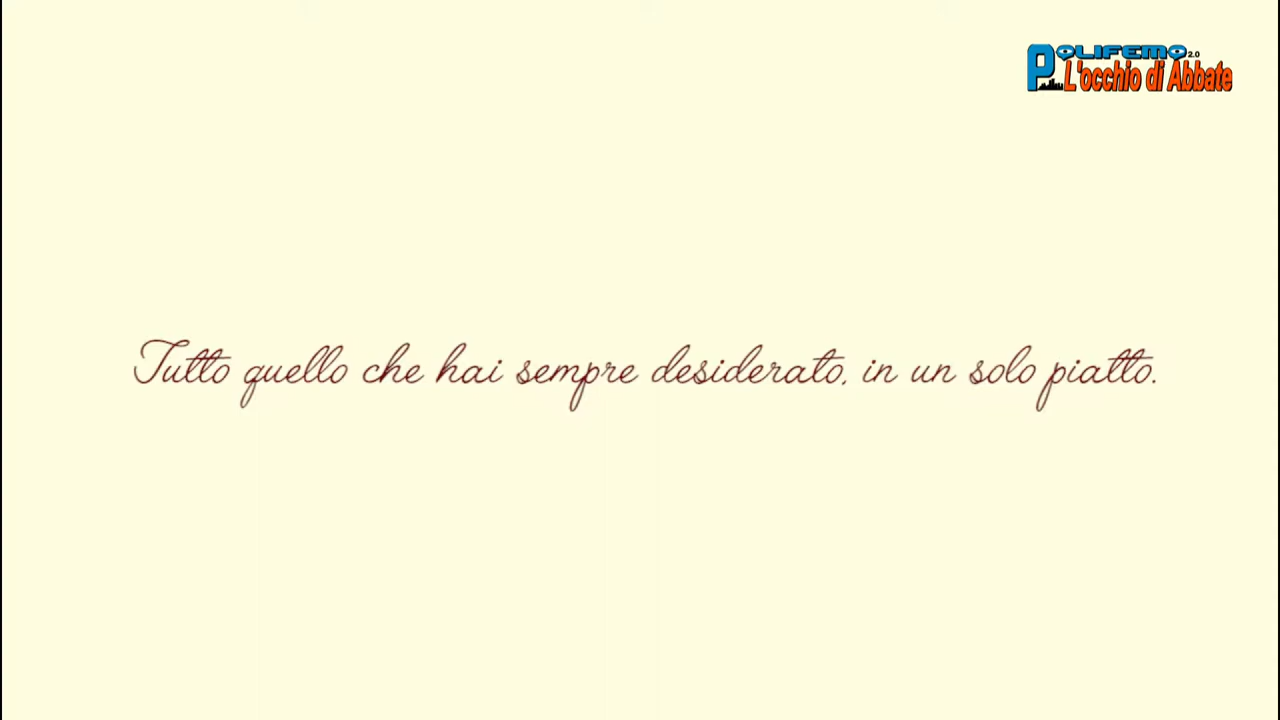 POLIFEMO 2.0
L'occhio di Abbate
Tutto quello che hai sempre desiderato, in un solo piatto.